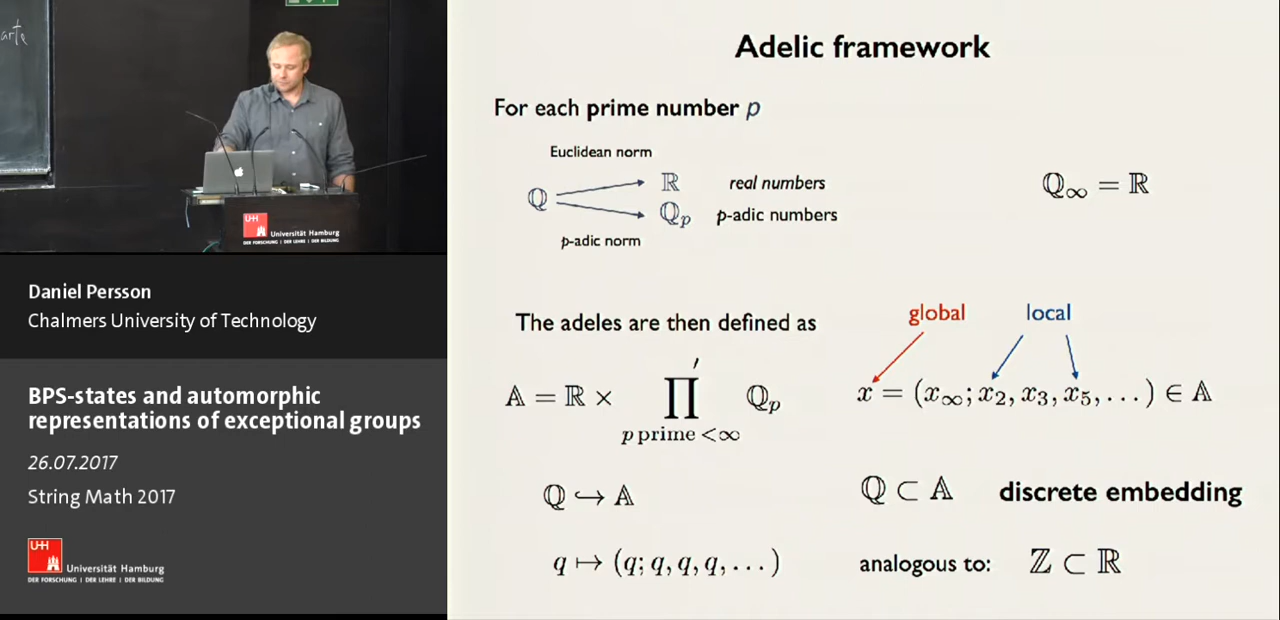 arte
UH
Universität Hamburg
DER FORSCHUNG | DER LEHRE | DER BILDUNG
Daniel Persson
Chalmers University of Technology
BPS-states and automorphic
representations of exceptional groups
26.07.2017
String Math 2017
UH
Universität Hamburg
DER FORSCHUNG | DER LEHRE | DER BILDUNG
Adelic framework
For each prime number p
Euclidean norm
ℚ → ℝ real numbers
ℚ → ℚ_p p-adic numbers
p-adic norm
ℚ_∞ = ℝ
The adeles are then defined as
global local
𝔸 = ℝ × ∏′ ℚ_p
p prime < ∞
x = (x_∞; x_2, x_3, x_5, . . . ) ∈ 𝔸
ℚ ↪ 𝔸
ℚ ⊂ 𝔸 discrete embedding
q ↦ (q; q, q, q, . . . )
analogous to: ℤ ⊂ ℝ